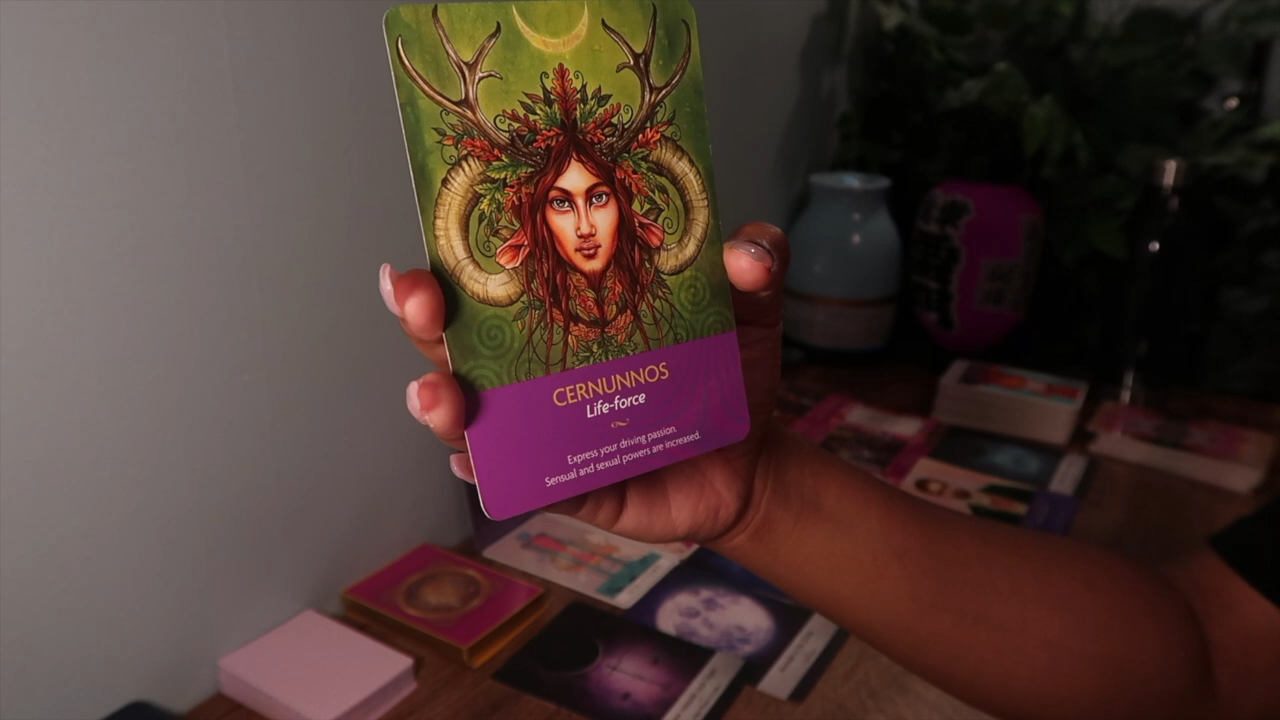 CERNUNNOS
Life-force
Express your driving passion.
Sensual and sexual powers are increased.